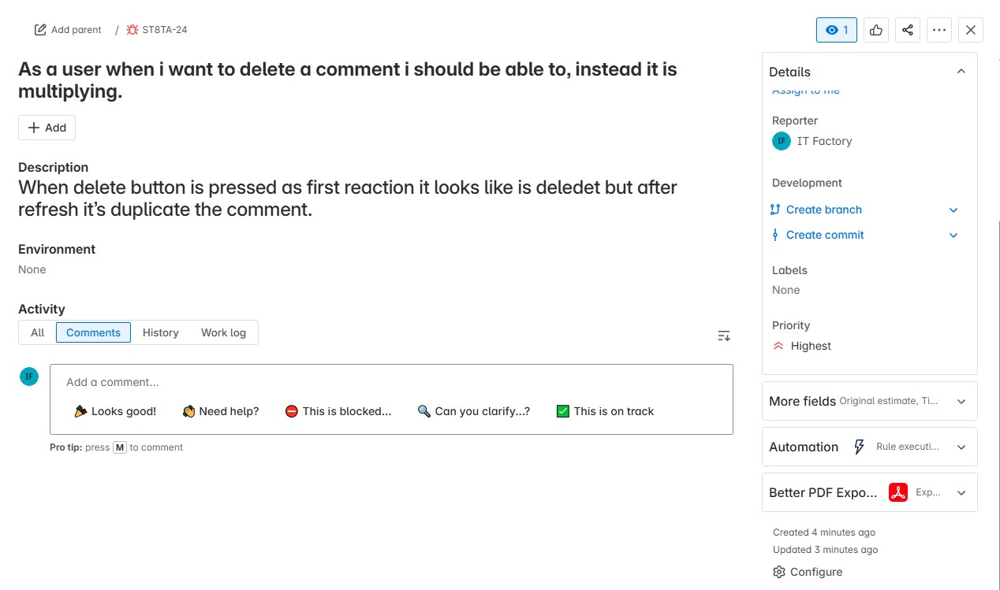 Add parent / ST8TA-24
1
As a user when i want to delete a comment i should be able to, instead it is
multiplying.
Add
Description
When delete button is pressed as first reaction it looks like is deledet but after
refresh it's duplicate the comment.
Environment
None
Activity
All Comments History Work log
IF
Add a comment...
Looks good! Need help? This is blocked... Can you clarify...? This is on track
Pro tip: press M to comment
Details
Assign to me
Reporter
IF IT Factory
Development
Create branch
Create commit
Labels
None
Priority
Highest
More fields Original estimate, Ti...
Automation Rule executi...
Better PDF Expo... Exp...
Created 4 minutes ago
Updated 3 minutes ago
Configure